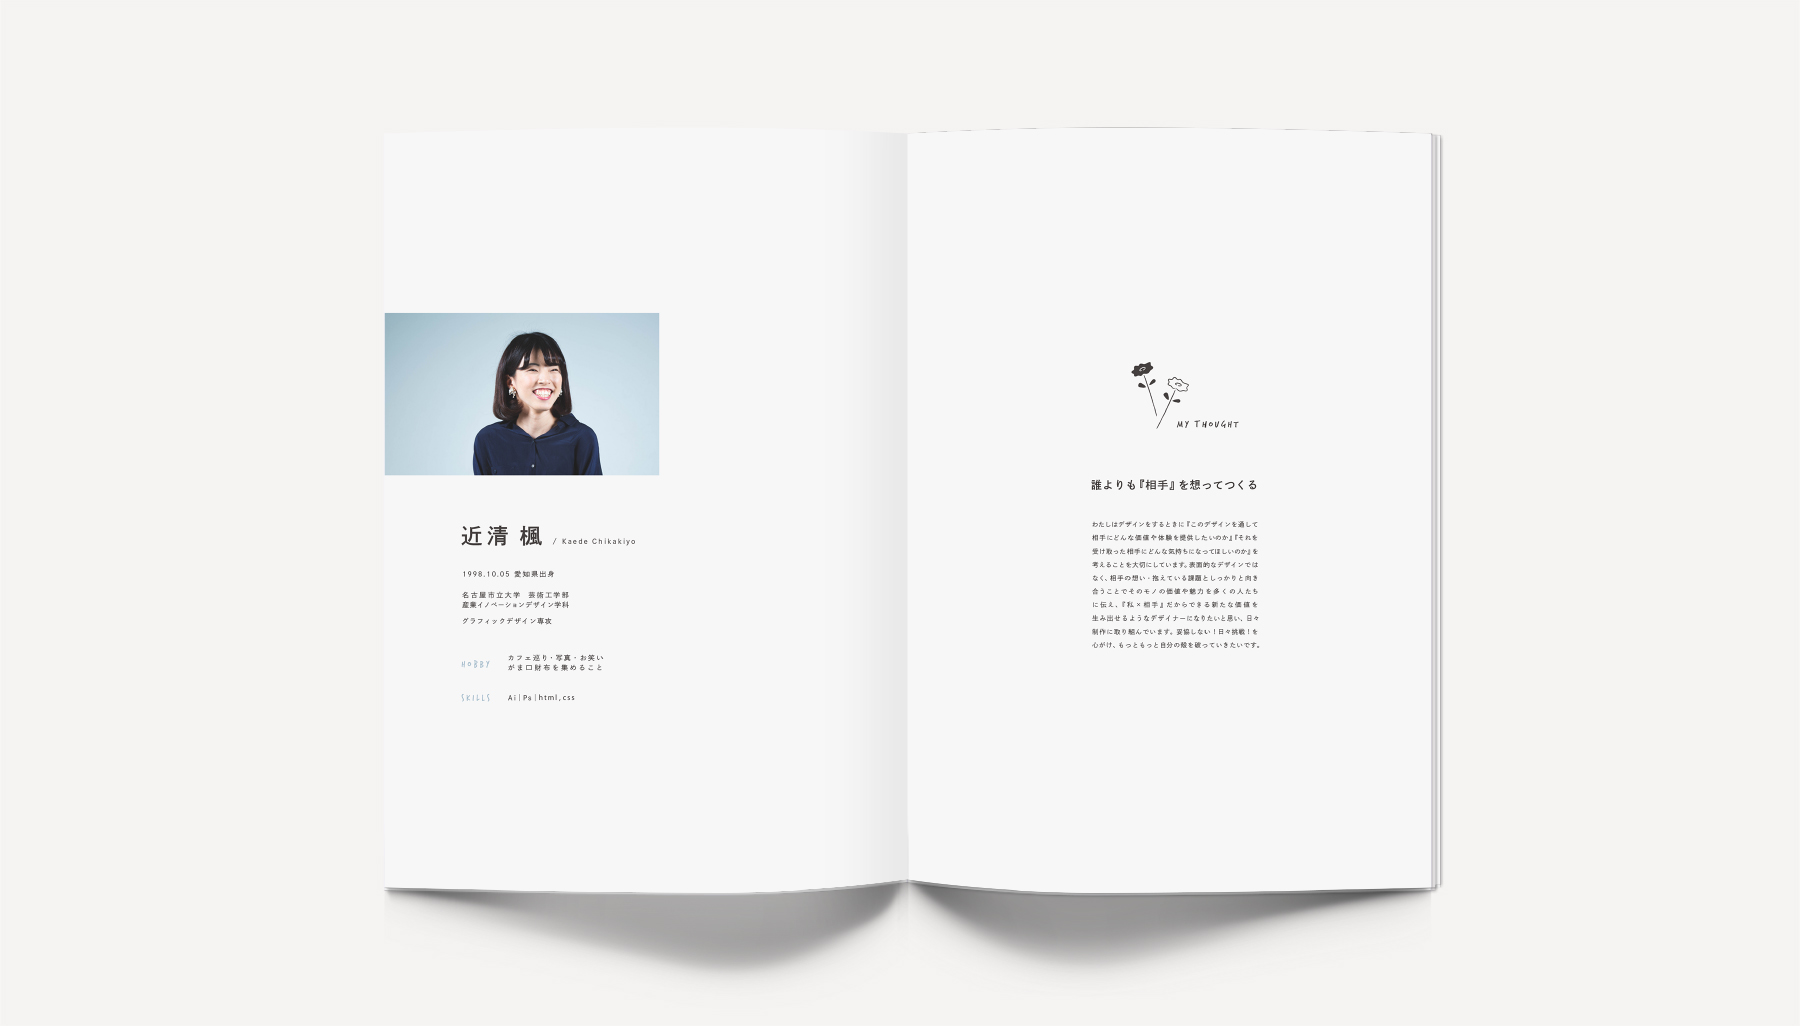 近清 楓 / Kaede Chikakiyo
1998.10.05 愛知県出身
名古屋市立大学　芸術工学部
産業イノベーションデザイン学科
グラフィックデザイン専攻
HOBBY カフェ巡り・写真・お笑い
がま口財布を集めること
SKILLS Ai｜Ps｜html,css
MY THOUGHT
誰よりも『相手』を想ってつくる
わたしはデザインをするときに『このデザインを通して
相手にどんな価値や体験を提供したいのか』『それを
受け取った相手にどんな気持ちになってほしいのか』を
考えることを大切にしています。表面的なデザインでは
なく、相手の想い・抱えている課題としっかりと向き
合うことでそのモノの価値や魅力を多くの人たち
に伝え、『私×相手』だからできる新たな価値を
生み出せるようなデザイナーになりたいと思い、日々
制作に取り組んでいます。妥協しない！日々挑戦！を
心がけ、もっともっと自分の殻を破っていきたいです。